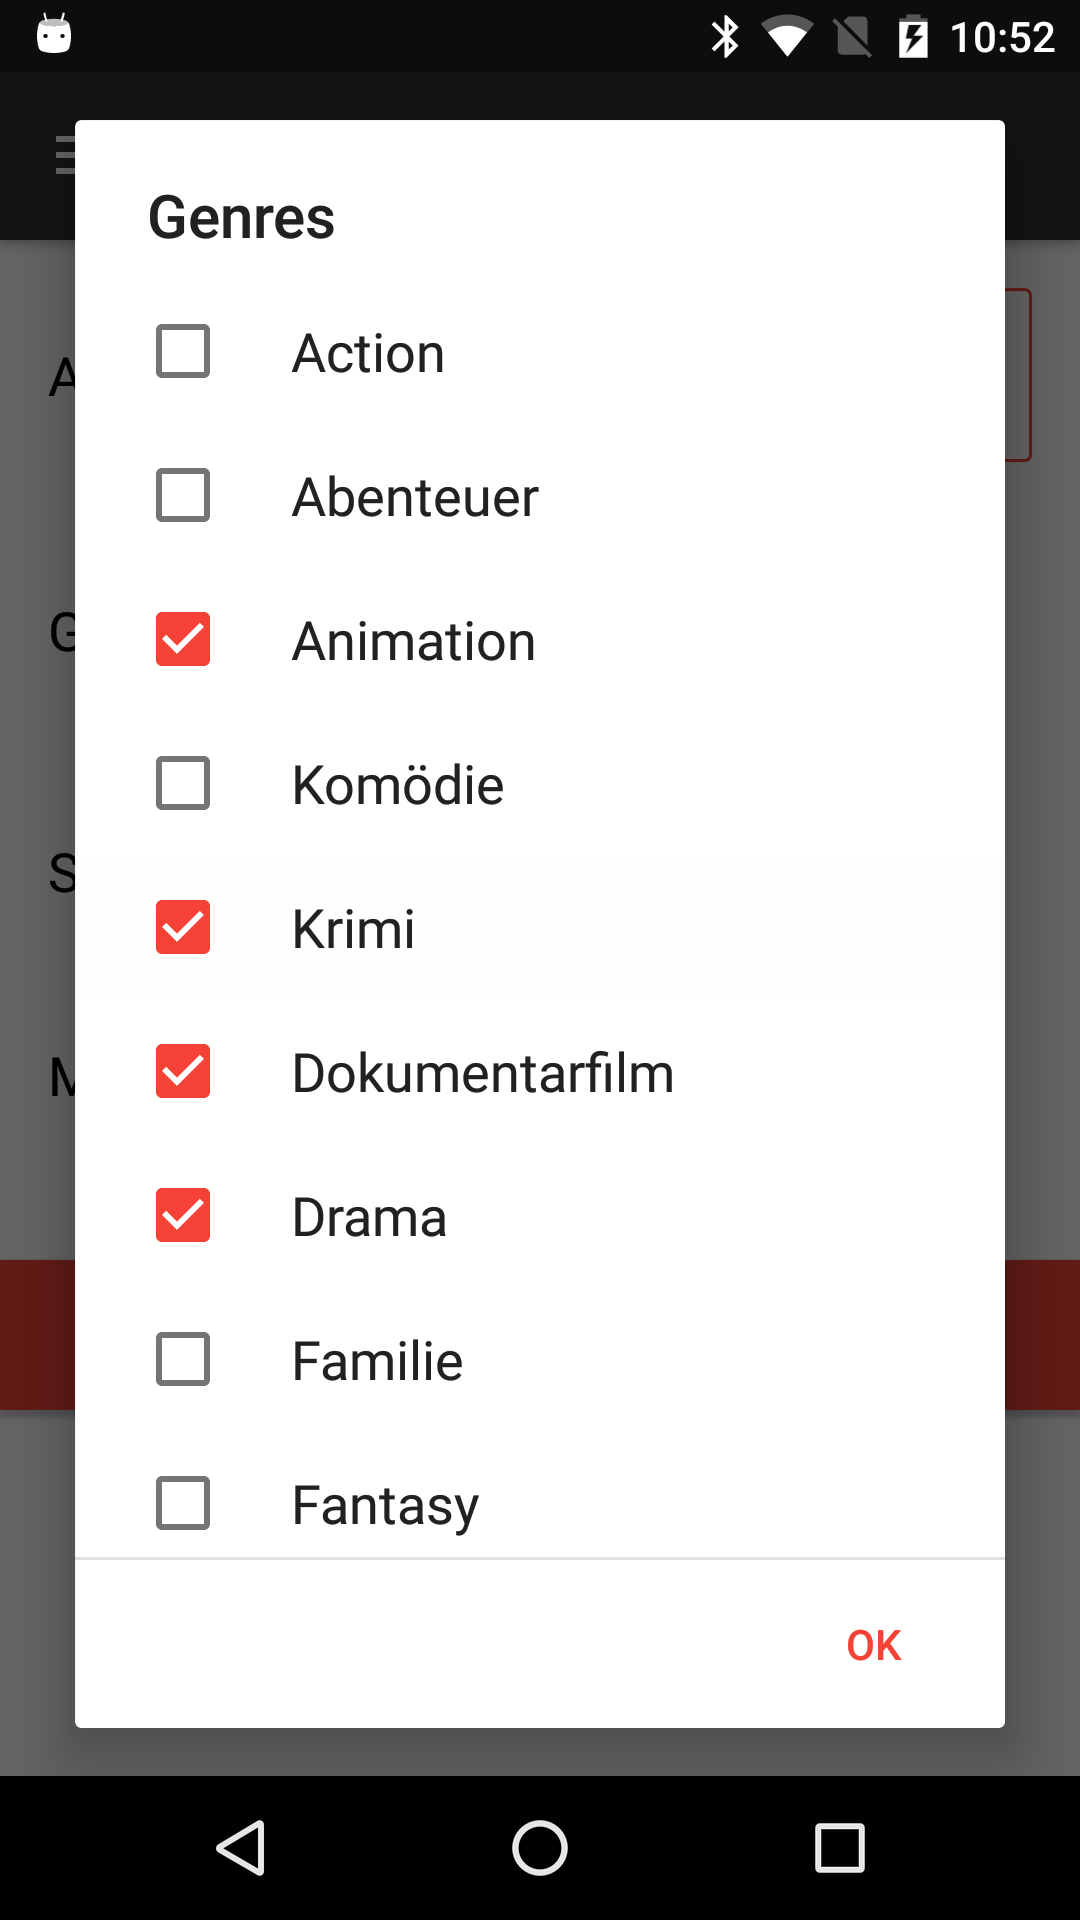 10:52
Genres
Action
Abenteuer
Animation
Komödie
Krimi
Dokumentarfilm
Drama
Familie
Fantasy
OK